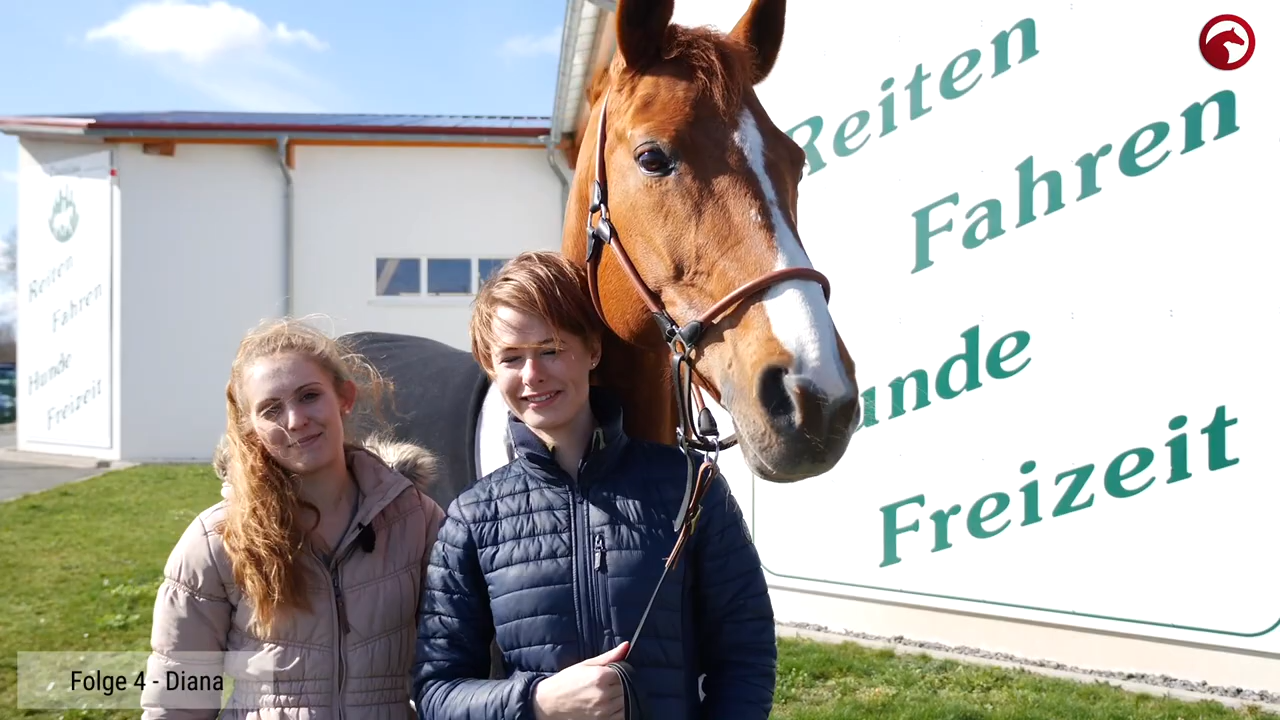 Reiten
Fahren
unde
Freizeit
Reiten
Fahren
Hunde
Freizeit
Folge 4 - Diana